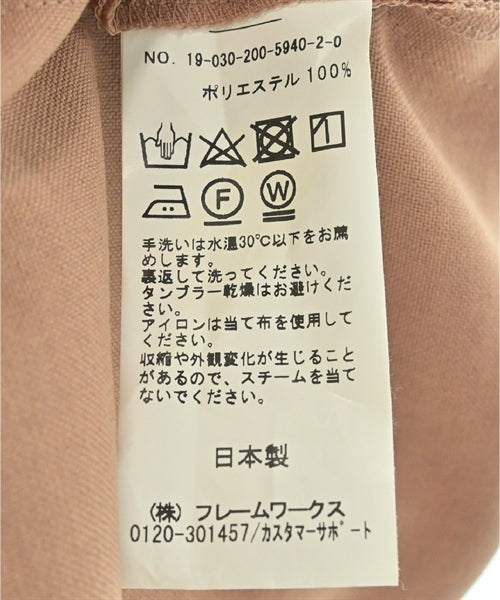 NO. 19-030-200-5940-2-0
ポリエステル 100%
F W
手洗いは水温30℃以下をお薦
めします。
裏返して洗ってください。
タンブラー乾燥はお避けくだ
さい。
アイロンは当て布を使用して
ください。
収縮や外観変化が生じること
があるので、スチームを当て
ないでください。
日本製
(株) フレームワークス
0120-301457/カスタマーサポート